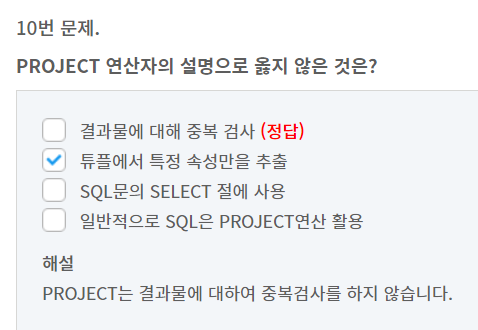 10번 문제.
PROJECT 연산자의 설명으로 옳지 않은 것은?
결과물에 대해 중복 검사 (정답)
튜플에서 특정 속성만을 추출
SQL문의 SELECT 절에 사용
일반적으로 SQL은 PROJECT연산 활용
해설
PROJECT는 결과물에 대하여 중복검사를 하지 않습니다.